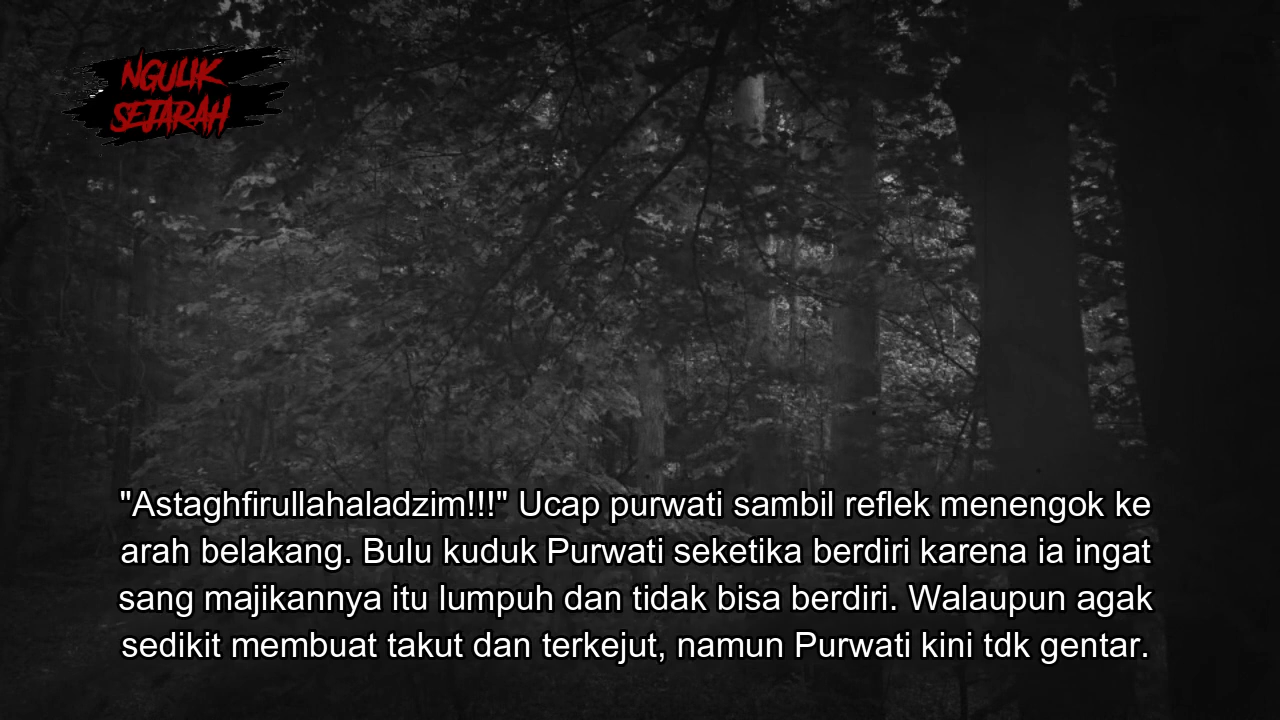 NGULIK
SEJARAH
"Astaghfirullahaladzim!!!" Ucap purwati sambil reflek menengok ke
arah belakang. Bulu kuduk Purwati seketika berdiri karena ia ingat
sang majikannya itu lumpuh dan tidak bisa berdiri. Walaupun agak
sedikit membuat takut dan terkejut, namun Purwati kini tdk gentar.